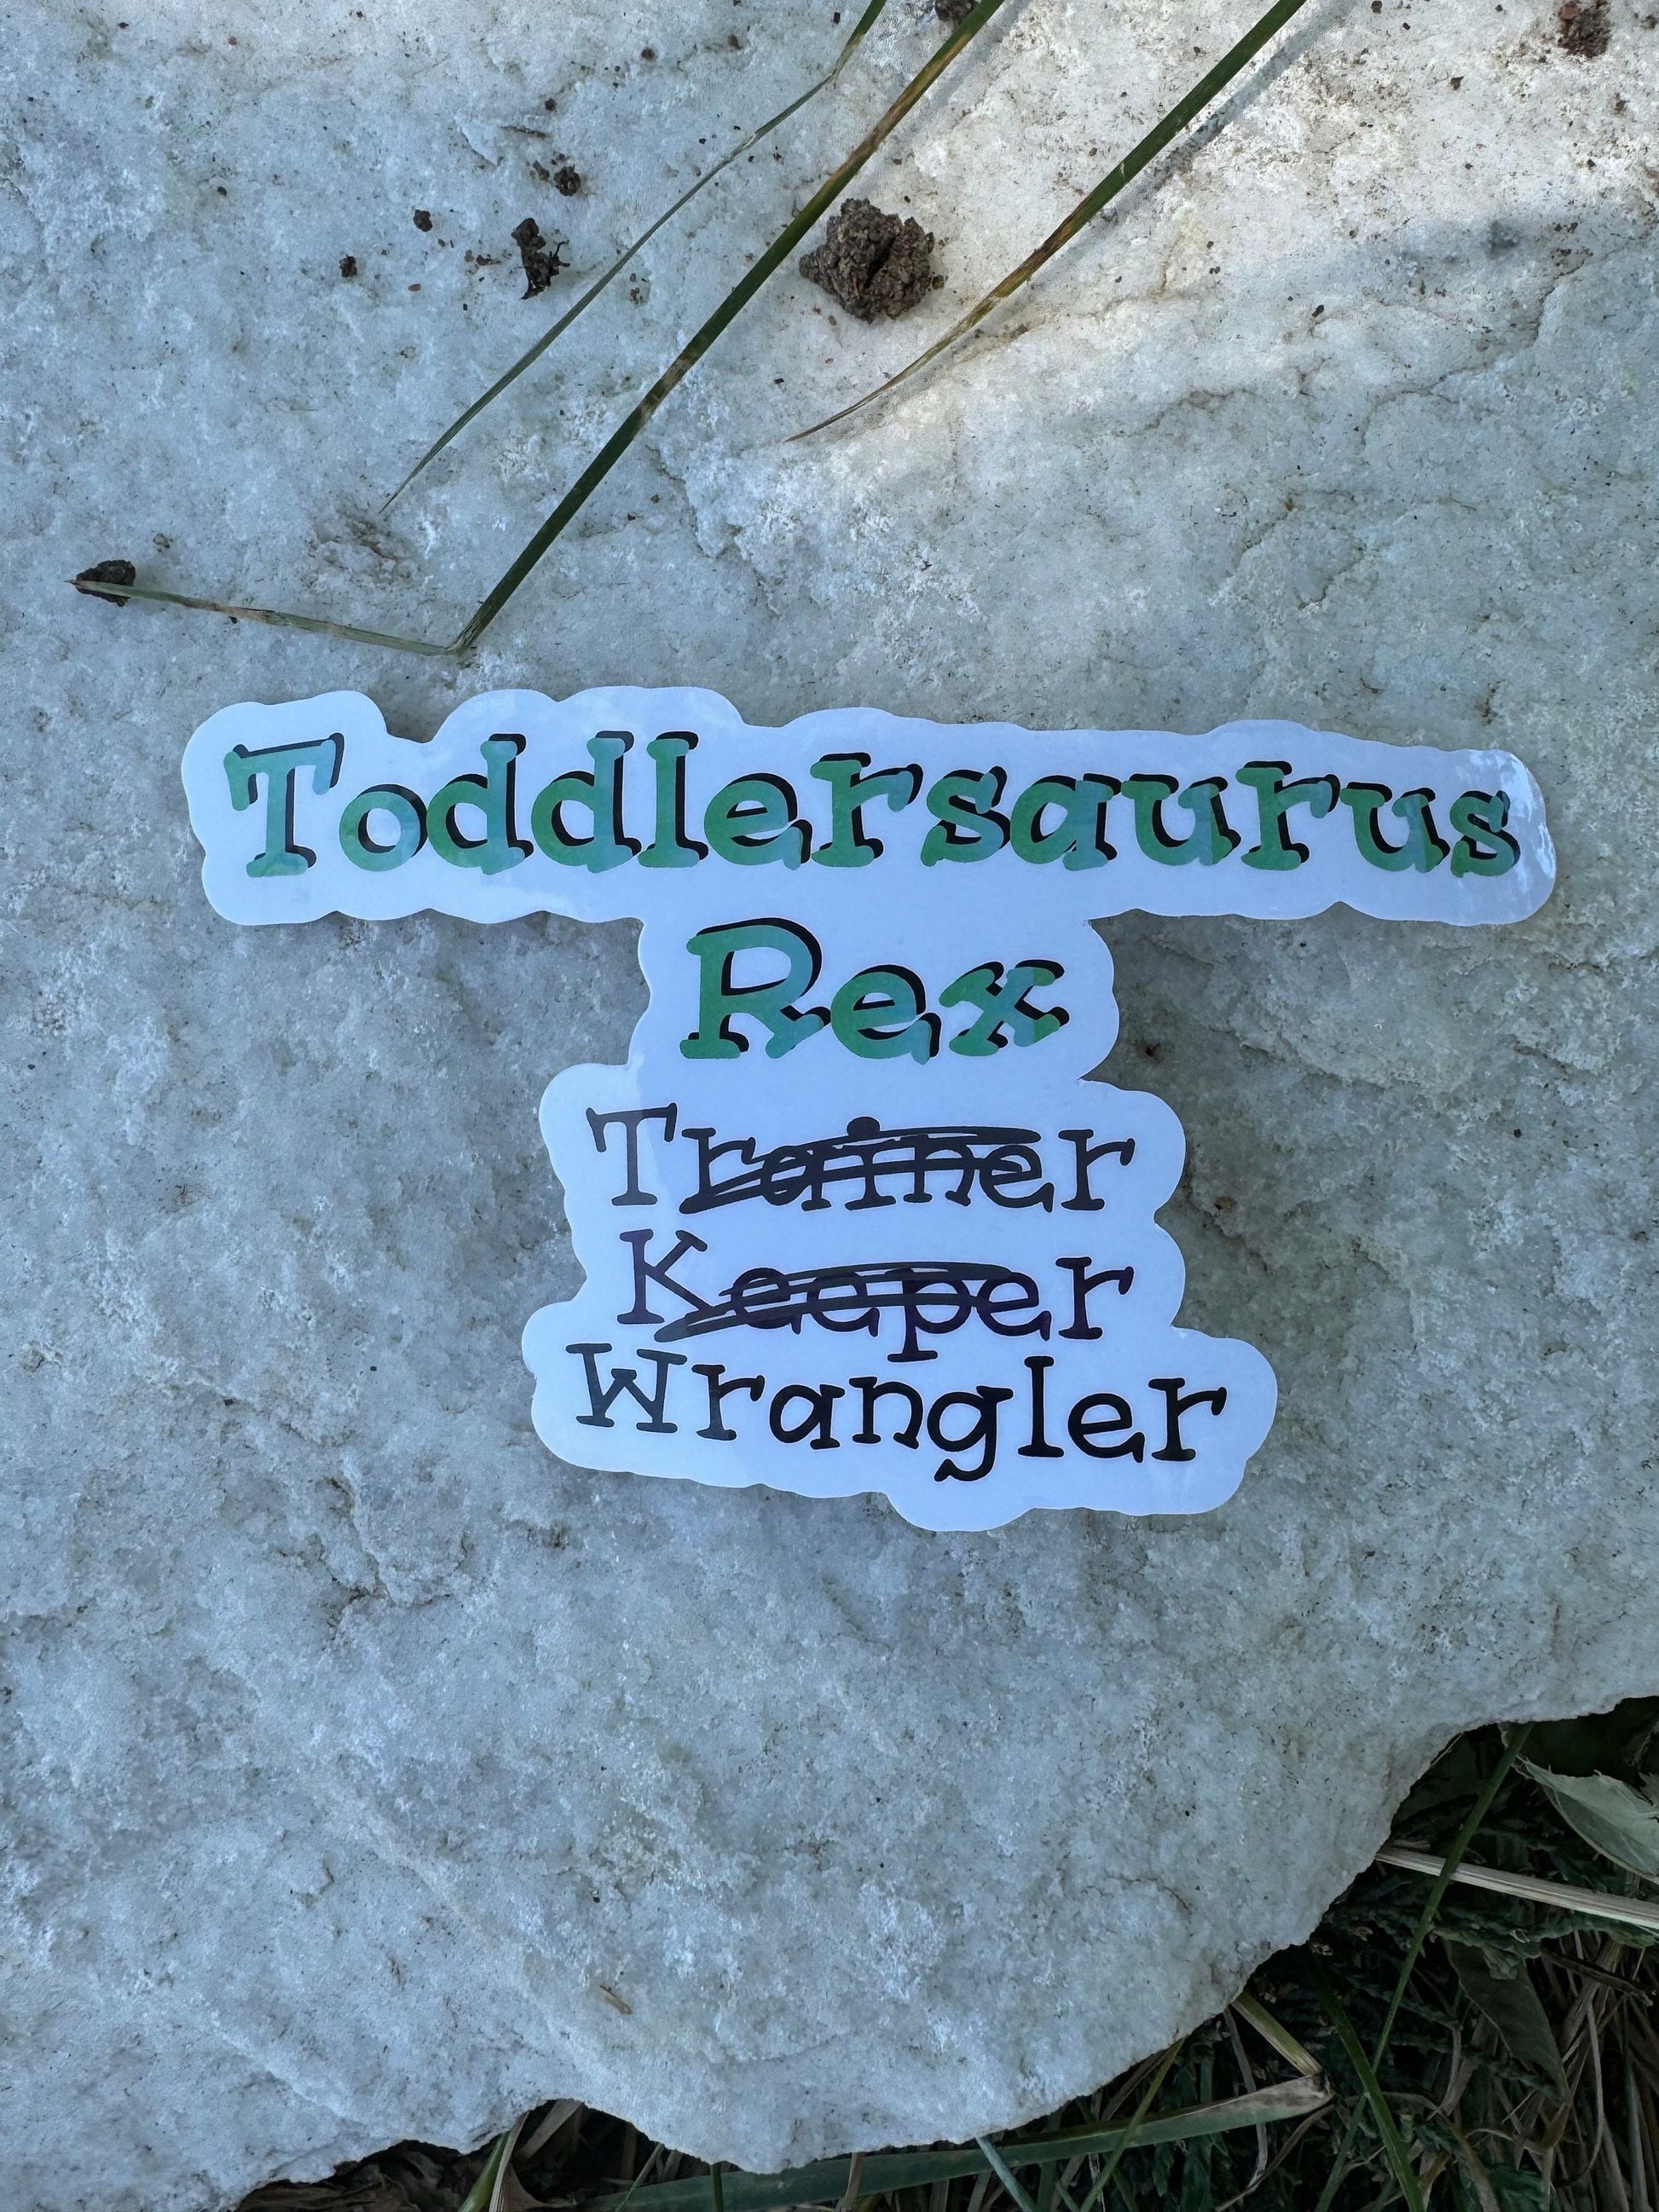 Toddlersaurus
Rex
Trainer
Keeper
Wrangler